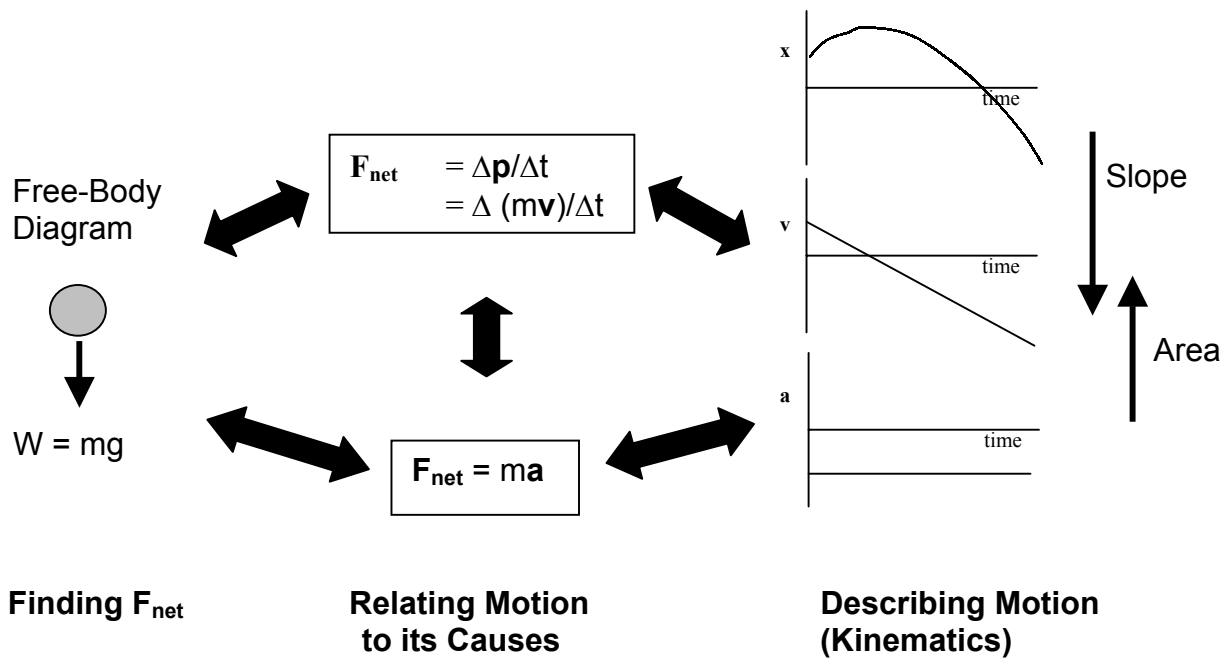 Free-Body
Diagram
W = mg
Finding Fnet
Fnet = Δp/Δt
= Δ (mv)/Δt
Fnet = ma
Relating Motion
to its Causes
x
time
v
time
a
time
Slope
Area
Describing Motion
(Kinematics)